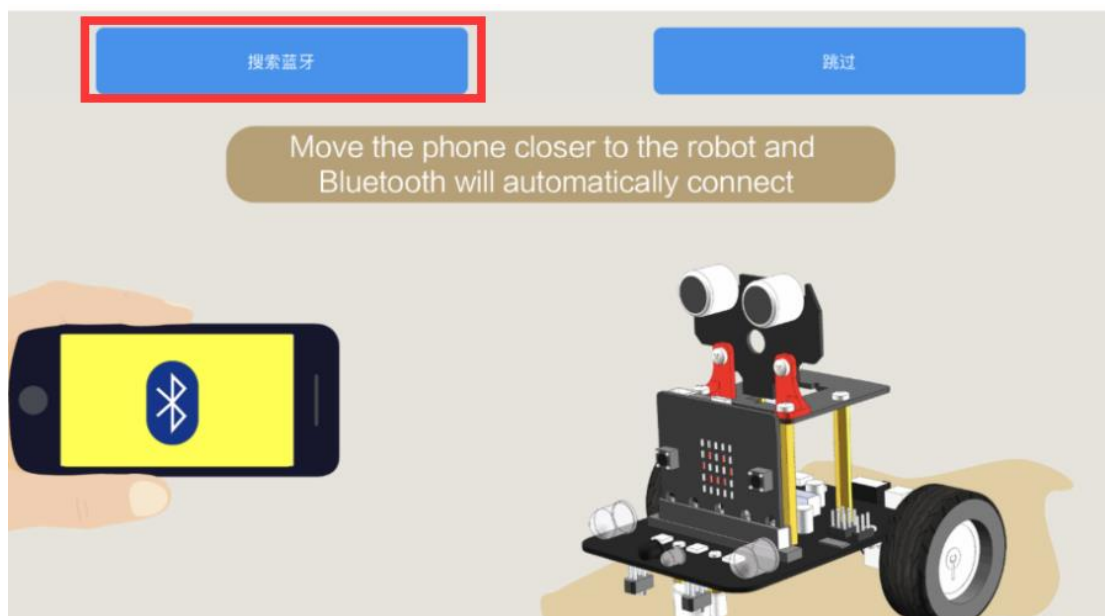 搜索蓝牙
跳过
Move the phone closer to the robot and
Bluetooth will automatically connect